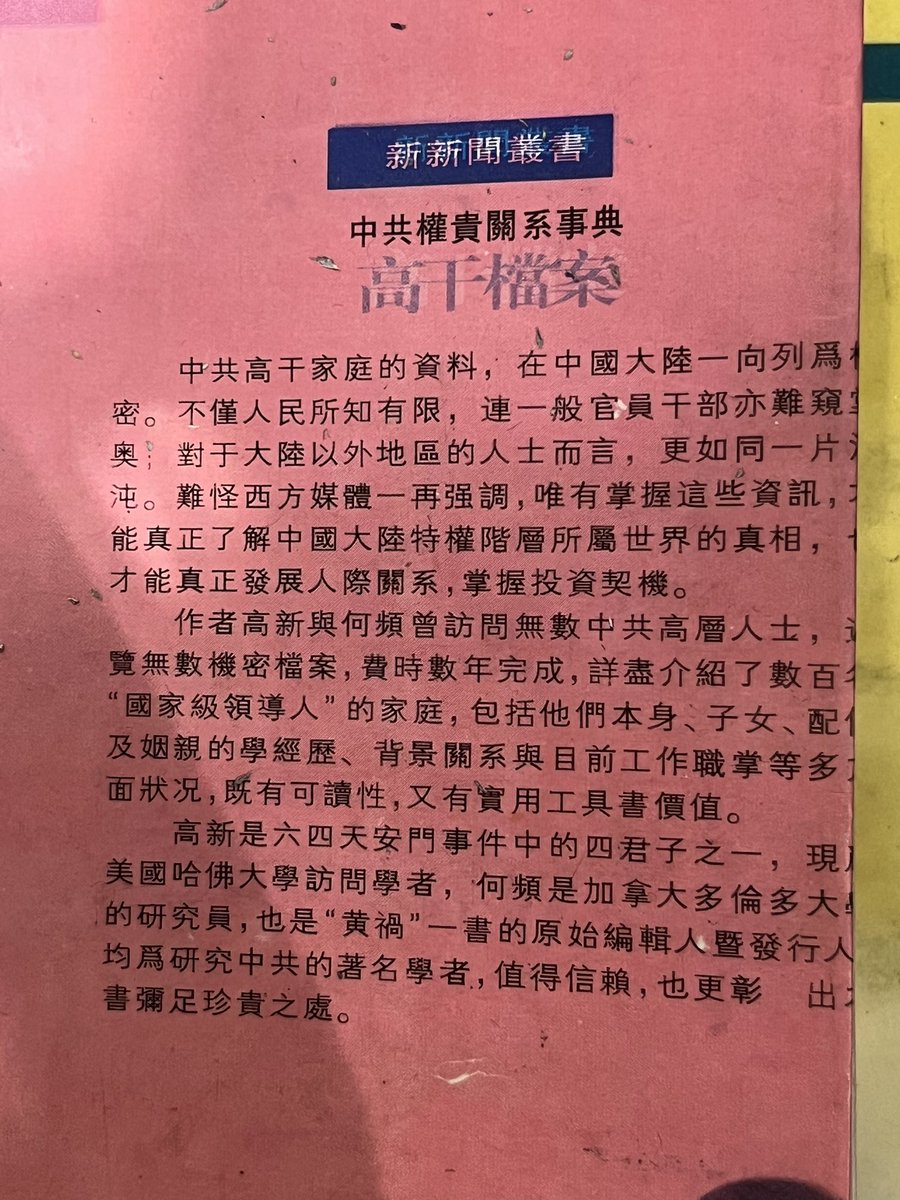 新新聞叢書
中共權貴關系事典
高干檔案
中共高干家庭的資料，在中國大陸一向列爲
密。不僅人民所知有限，連一般官員干部亦難窺
奥；對于大陸以外地區的人士而言，更如同一片
沌。難怪西方媒體一再强調，唯有掌握這些資訊，
能真正了解中國大陸特權階層所屬世界的真相，
才能真正發展人際關系，掌握投資契機。
作者高新與何頻曾訪問無數中共高層人士，
覽無數機密檔案，費時數年完成，詳盡介紹了數百
“國家級領導人”的家庭，包括他們本身、子女、配
及姻親的學經歷、背景關系與目前工作職掌等多
面狀况，既有可讀性，又有實用工具書價值。
高新是六四天安門事件中的四君子之一，現
美國哈佛大學訪問學者，何頻是加拿大多倫多大
的研究員，也是“黄禍”一書的原始編輯人暨發行人
均爲研究中共的著名學者，值得信賴，也更彰 出
書彌足珍貴之處。